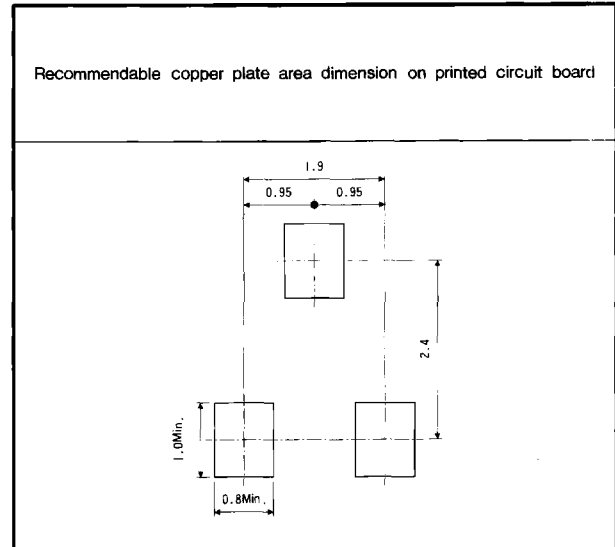 Recommendable copper plate area dimension on printed circuit board
1.9
0.95 0.95
2.4
1.0Min.
0.8Min.